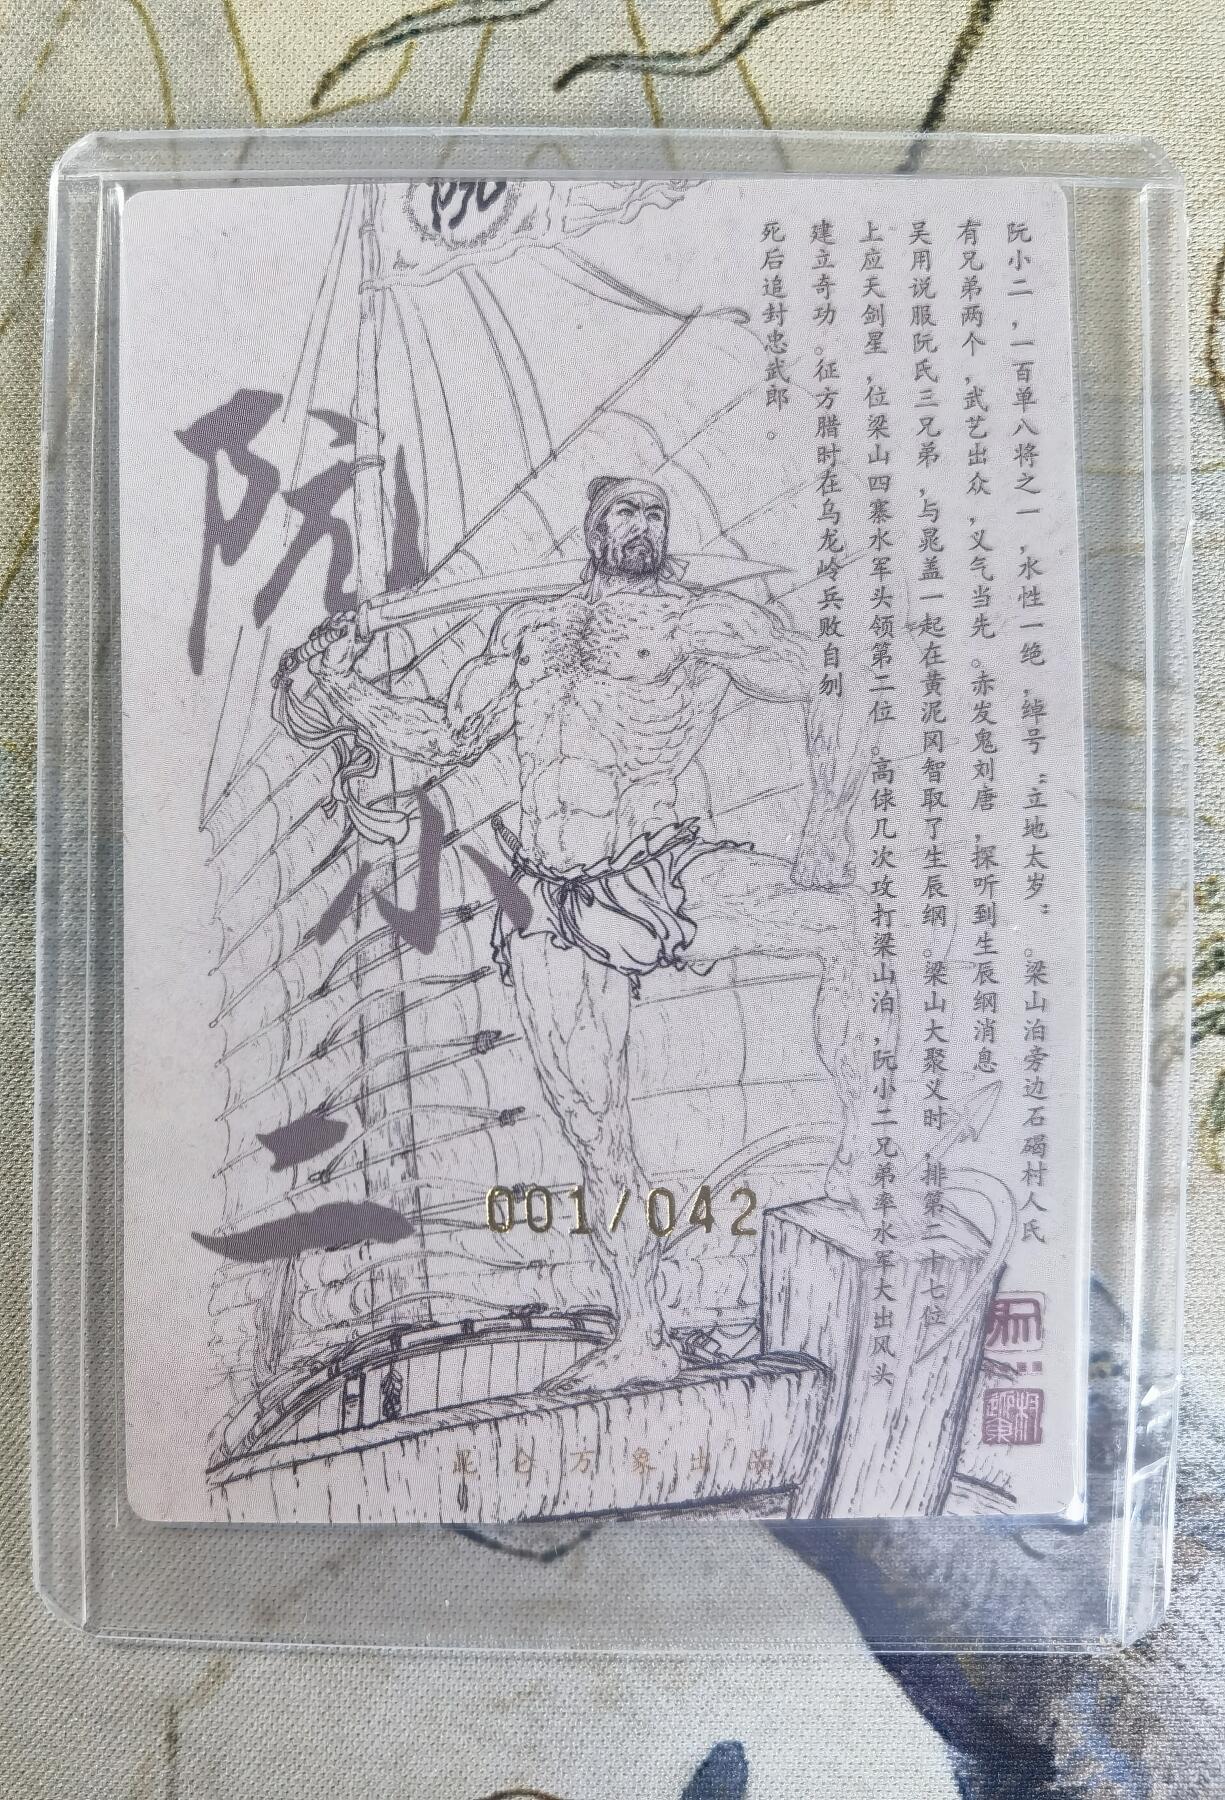 阮
阮小二，一百单八将之一，水性一绝，绰号：立地太岁：。梁山泊旁边石碣村人氏
有兄弟两个，武艺出众，义气当先。赤发鬼刘唐，探听到生辰纲消息
吴用说服阮氏三兄弟，与晁盖一起在黄泥冈智取了生辰纲。梁山大聚义时，排第二十七位
上应天剑星，位梁山四寨水军头领第二位。高俅几次攻打梁山泊，阮小二兄弟率水军大出风头
建立奇功。征方腊时在乌龙岭兵败自刎
死后追封忠武郎。
阮小二
001/042
昆仑万象出品